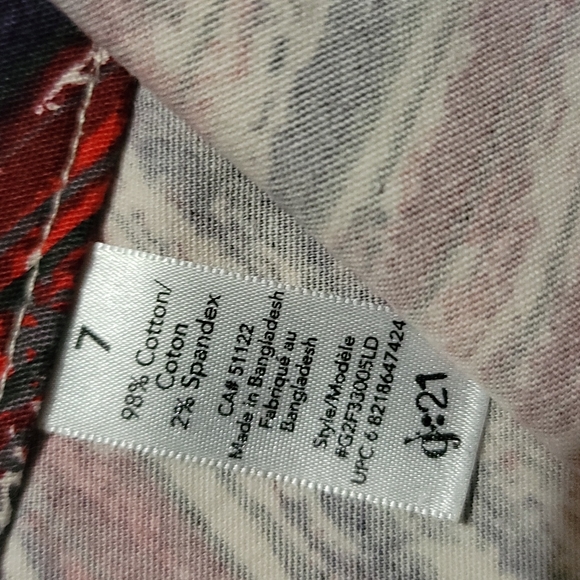 7
98% Cotton/
Coton
2% Spandex
CA# 51122
Made in Bangladesh
Fabriqué au
Bangladesh
Style/Modèle
#G2F33005LD
UPC 6 8218647424
g:21